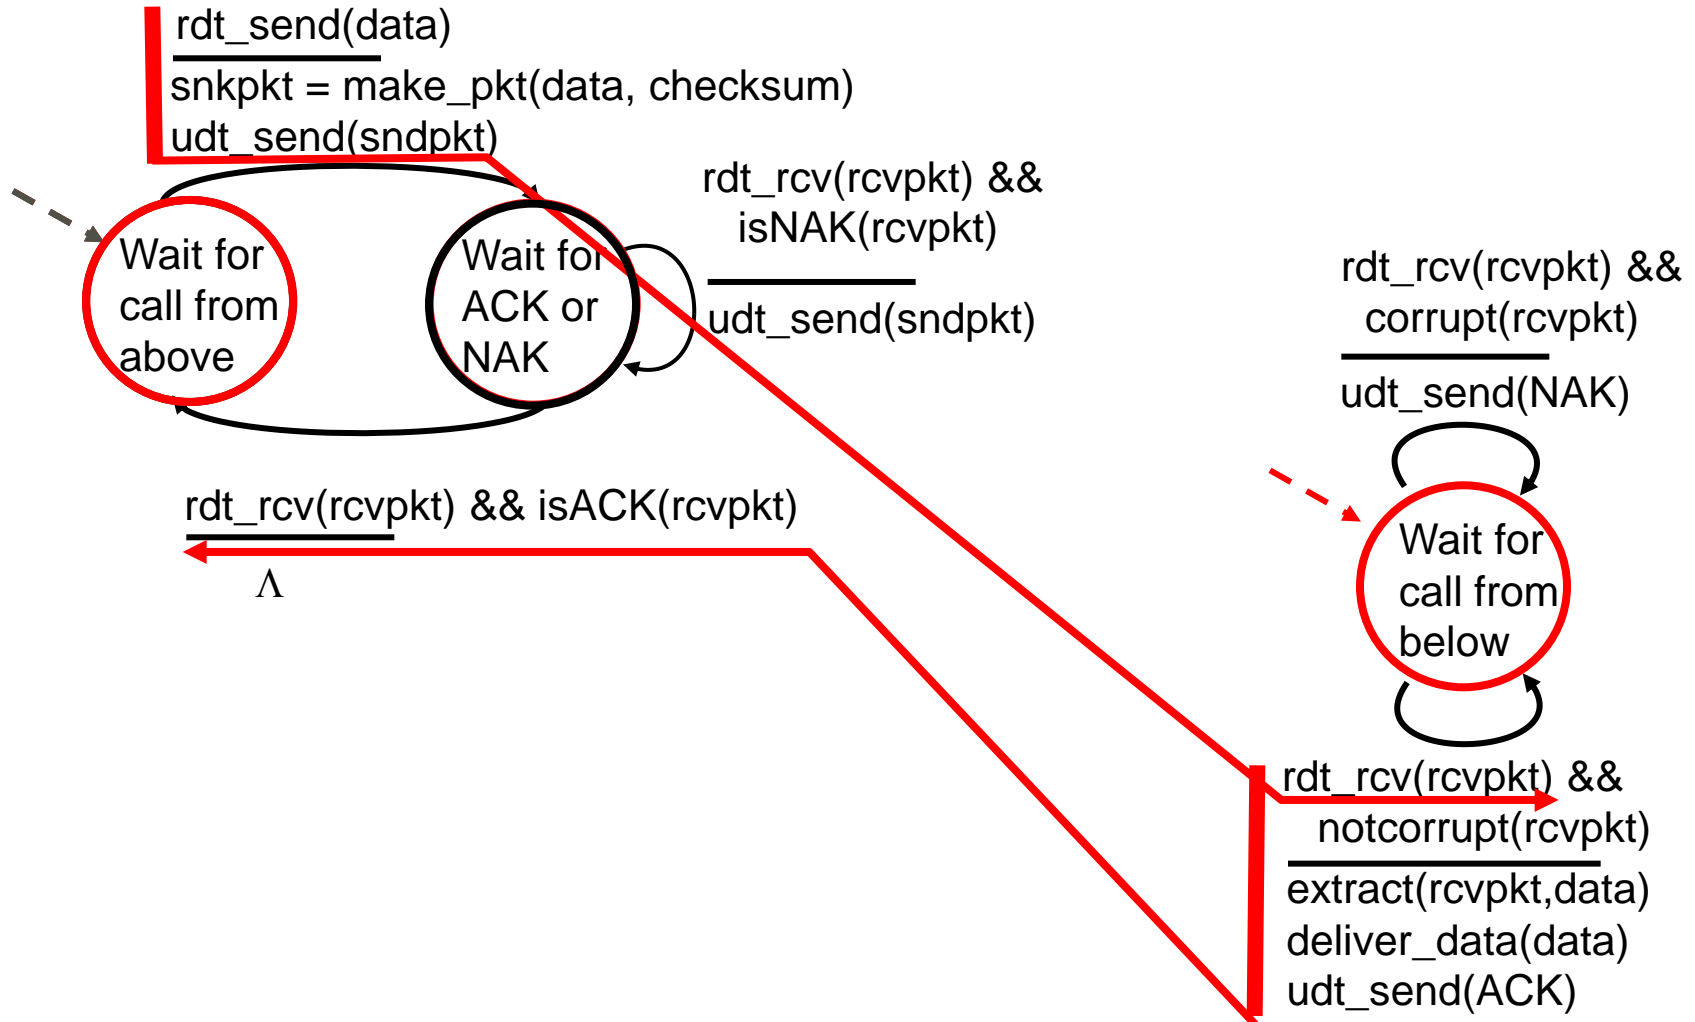 rdt_send(data)
snkpkt = make_pkt(data, checksum)
udt_send(sndpkt)
Wait for
call from
above
Wait for
ACK or
NAK
rdt_rcv(rcvpkt) &&
isNAK(rcvpkt)
udt_send(sndpkt)
rdt_rcv(rcvpkt) && isACK(rcvpkt)
Λ
rdt_rcv(rcvpkt) &&
corrupt(rcvpkt)
udt_send(NAK)
Wait for
call from
below
rdt_rcv(rcvpkt) &&
notcorrupt(rcvpkt)
extract(rcvpkt,data)
deliver_data(data)
udt_send(ACK)